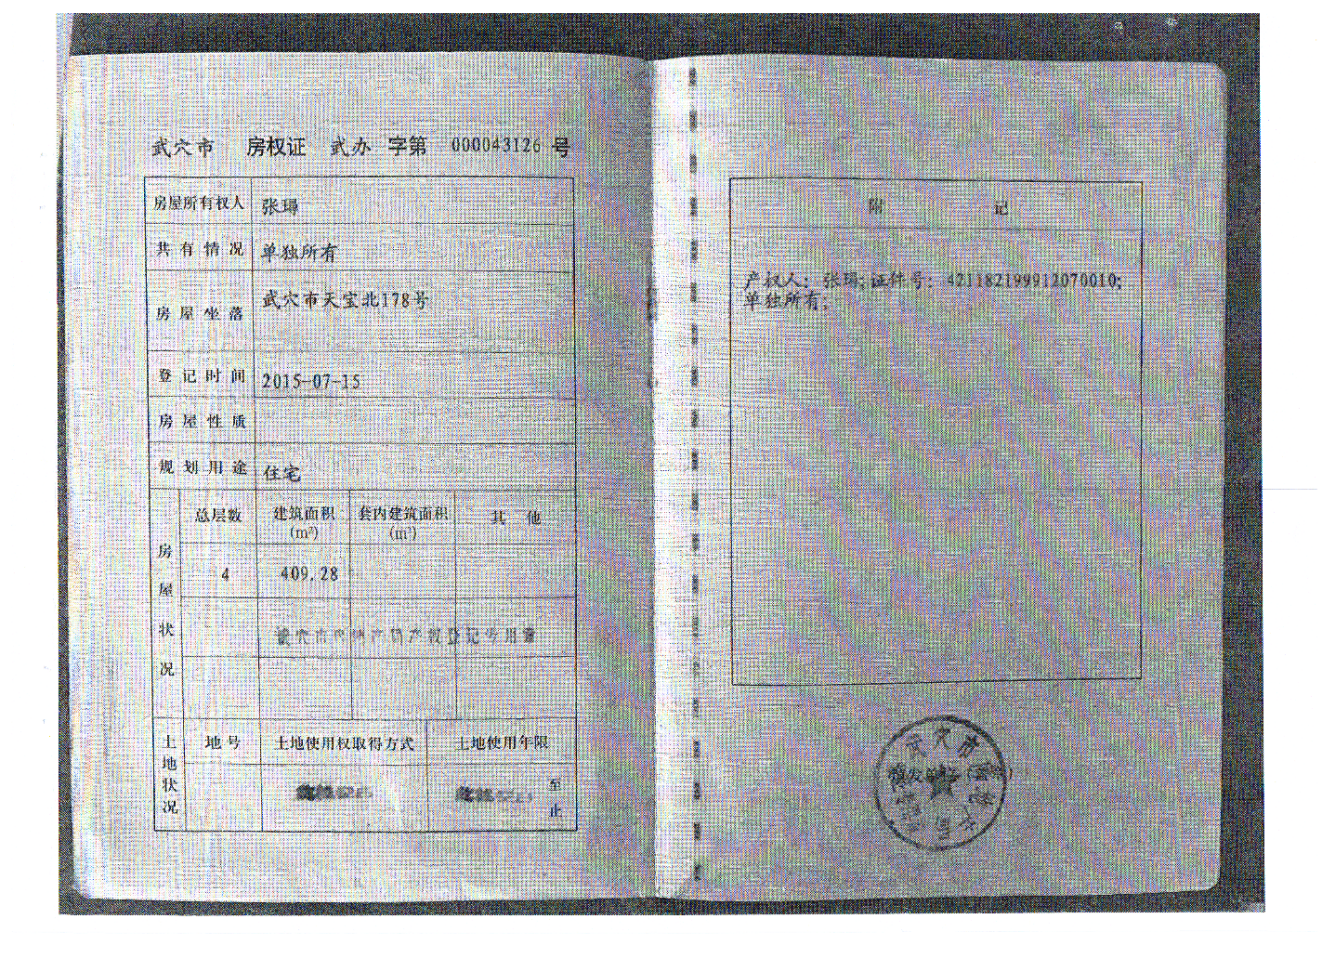 武穴市 房权证 武办 字第 000043126 号
房屋所有权人 张瑒
共有情况 单独所有
房屋坐落 武穴市天宝北178号
登记时间 2015-07-15
房屋性质
规划用途 住宅
房屋状况
总层数 建筑面积(m²) 套内建筑面积(m²) 其他
4 409.28
土地状况
地号 土地使用权取得方式 土地使用年限
至
止
附 记
产权人：张瑒;证件号：421182199912070010;
单独所有;